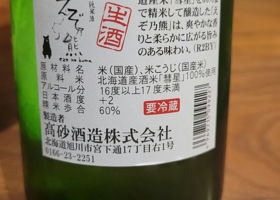 純米酒
生酒
で精米して醸造した「え
ぞ乃熊」は、爽やかな香
りと柔らかに広がる旨み
のある味わい。(R2BY)
原材料名 米(国産)、米こうじ(国産米)
原料米 北海道産酒米「彗星」100%使用
アルコール分 16度以上17度未満
日本酒度 +2
精米歩合 60%
要冷蔵
製造者
髙砂酒造株式会社
北海道旭川市宮下通17丁目右1号
0166-23-2251